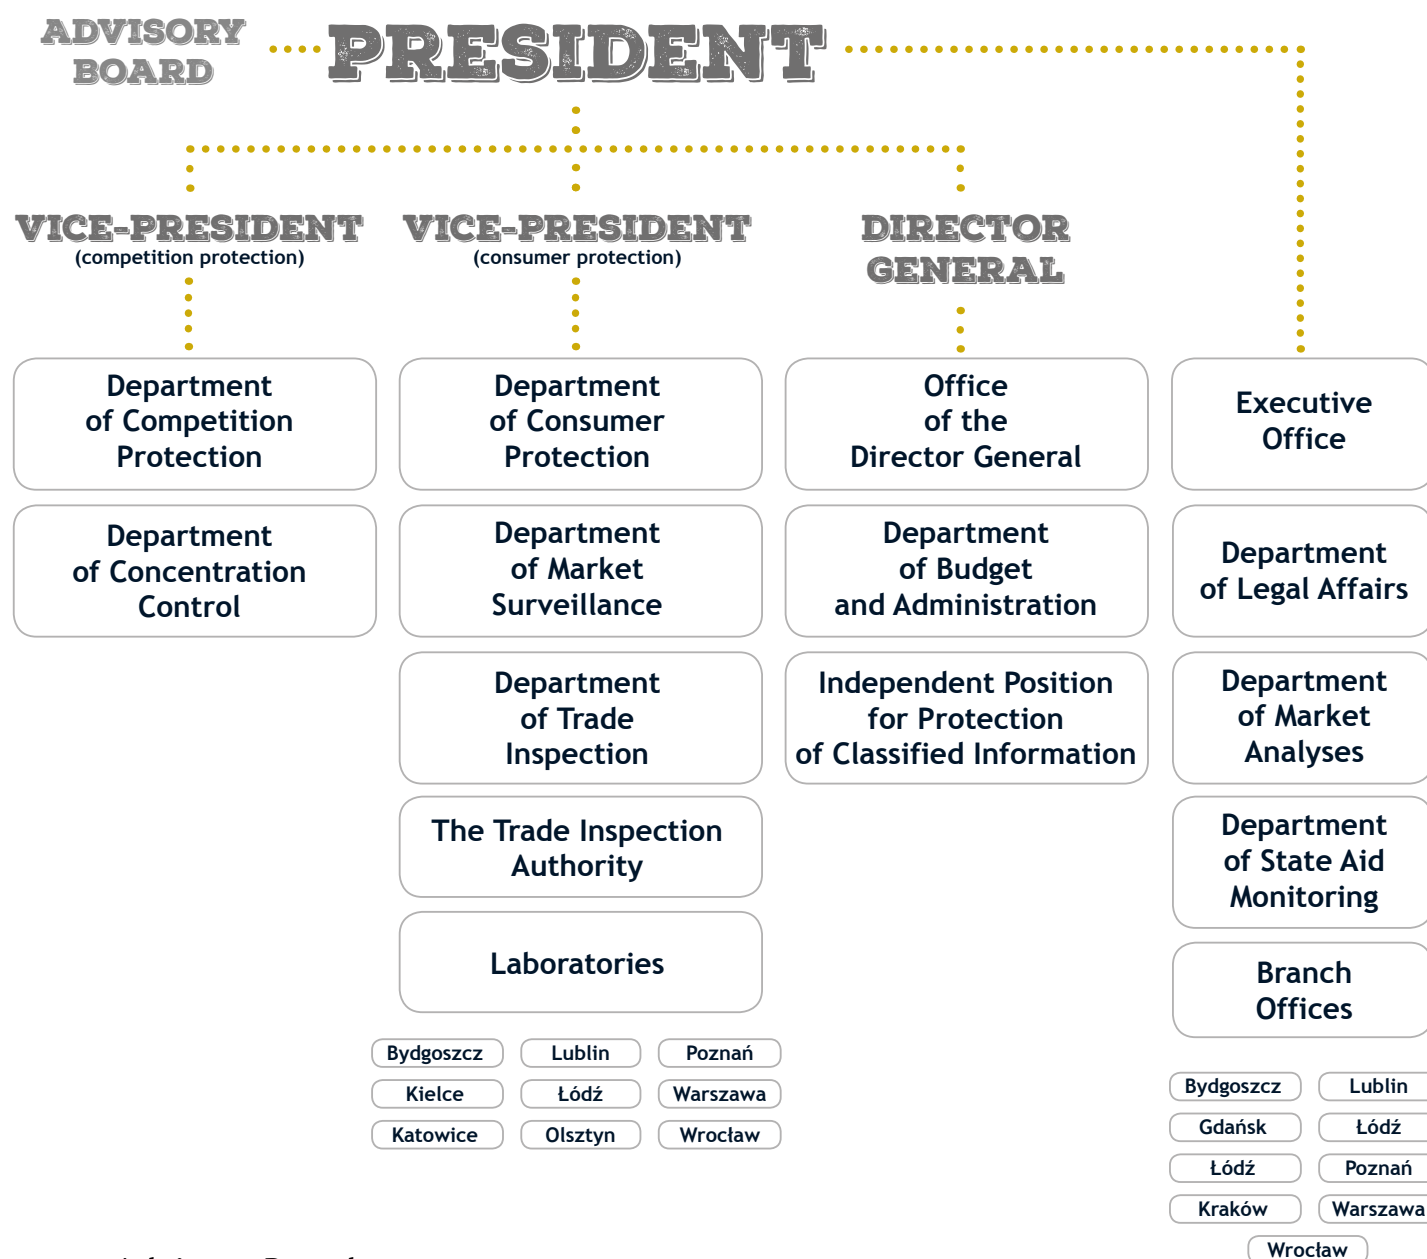 ADVISORY
BOARD
PRESIDENT
VICE-PRESIDENT
(competition protection)
VICE-PRESIDENT
(consumer protection)
DIRECTOR
GENERAL
Department
of Competition
Protection
Department
of Concentration
Control
Department
of Consumer
Protection
Department
of Market
Surveillance
Department
of Trade
Inspection
The Trade Inspection
Authority
Laboratories
Bydgoszcz
Lublin
Poznań
Kielce
Łódź
Warszawa
Katowice
Olsztyn
Wrocław
Office
of the
Director General
Department
of Budget
and Administration
Independent Position
for Protection
of Classified Information
Executive
Office
Department
of Legal Affairs
Department
of Market
Analyses
Department
of State Aid
Monitoring
Branch
Offices
Bydgoszcz
Lublin
Gdańsk
Łódź
Łódź
Poznań
Kraków
Warszawa
Wrocław